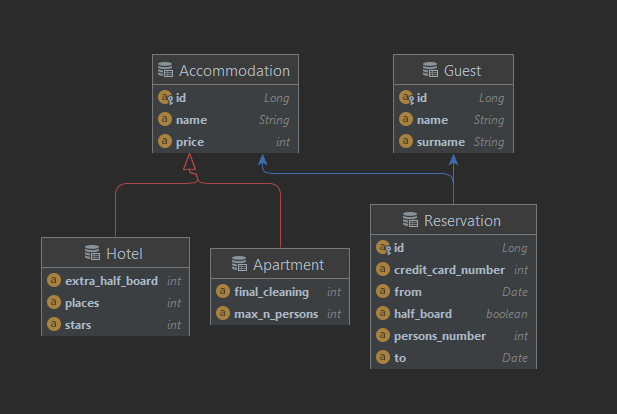 Accommodation
id Long
name String
price int
Guest
id Long
name String
surname String
Hotel
extra_half_board int
places int
stars int
Apartment
final_cleaning int
max_n_persons int
Reservation
id Long
credit_card_number int
from Date
half_board boolean
persons_number int
to Date